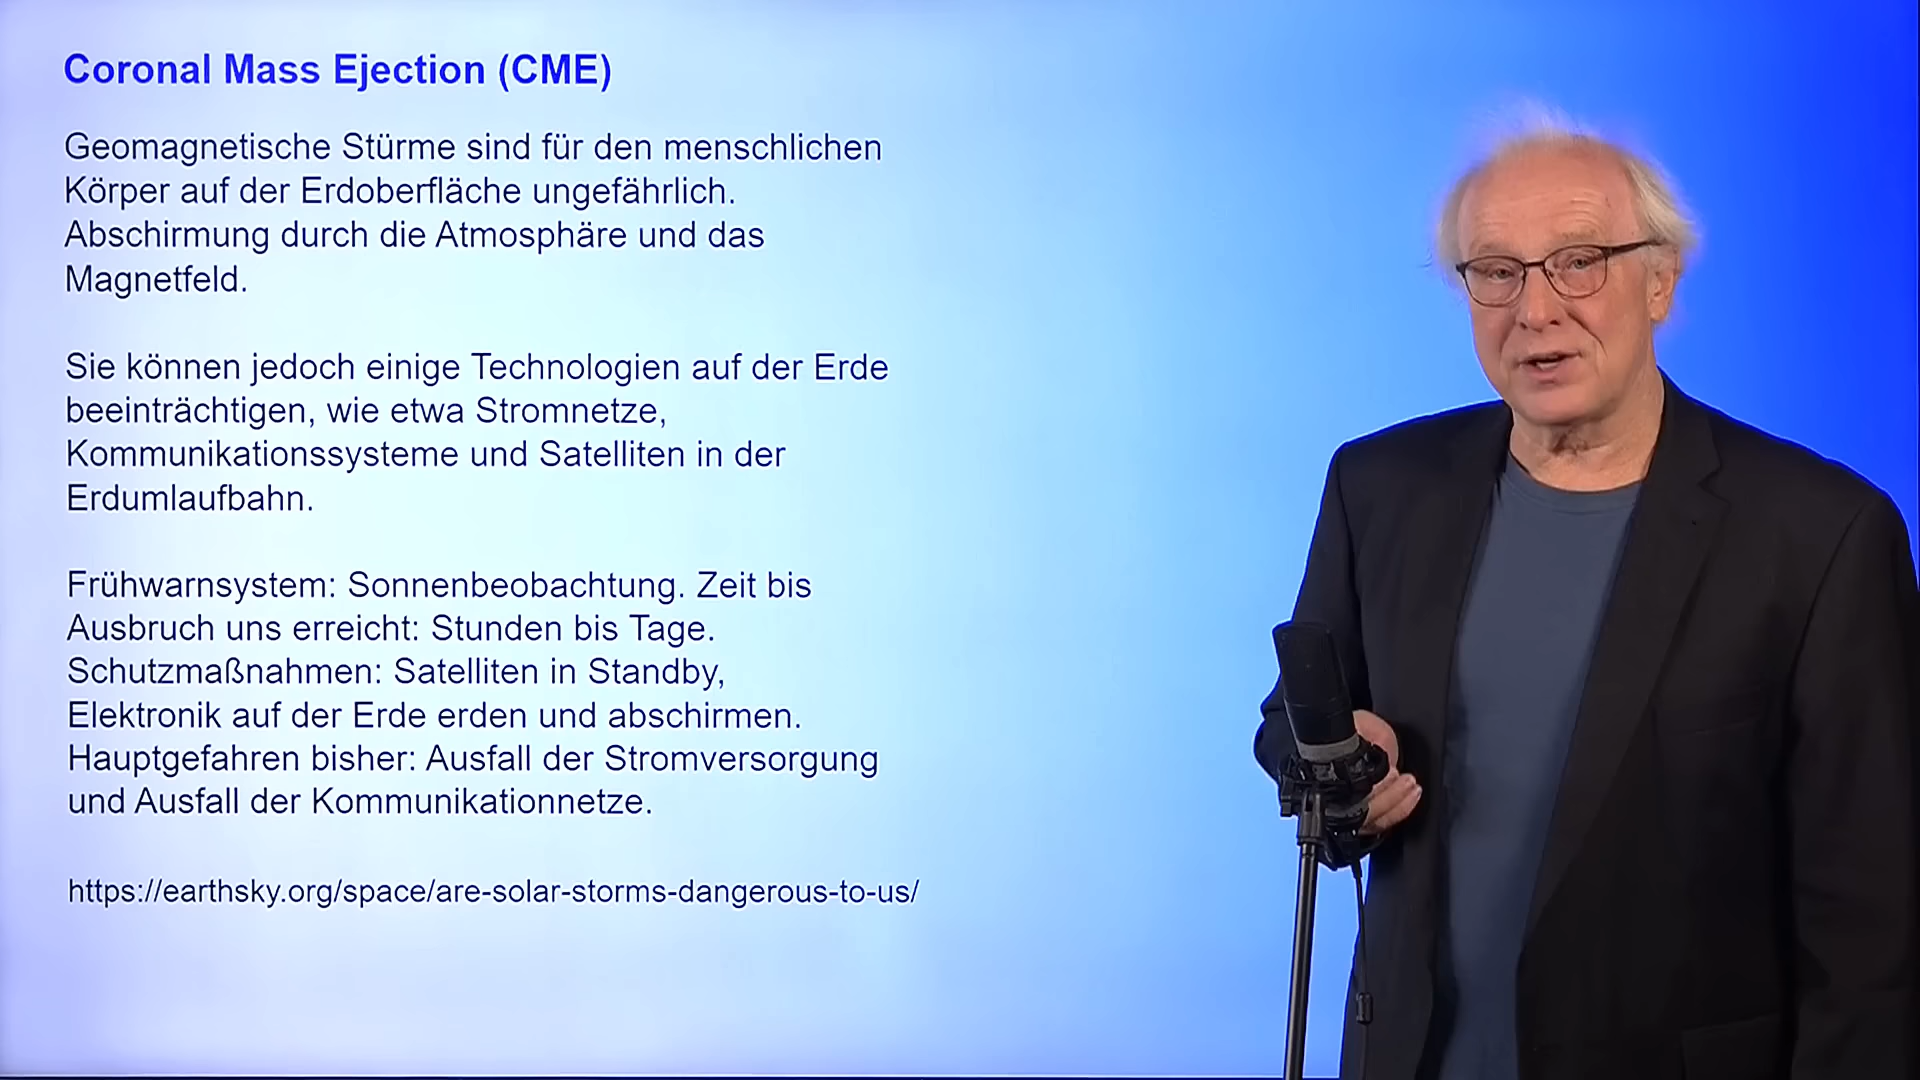 Coronal Mass Ejection (CME)
Geomagnetische Stürme sind für den menschlichen
Körper auf der Erdoberfläche ungefährlich.
Abschirmung durch die Atmosphäre und das
Magnetfeld.
Sie können jedoch einige Technologien auf der Erde
beeinträchtigen, wie etwa Stromnetze,
Kommunikationssysteme und Satelliten in der
Erdumlaufbahn.
Frühwarnsystem: Sonnenbeobachtung. Zeit bis
Ausbruch uns erreicht: Stunden bis Tage.
Schutzmaßnahmen: Satelliten in Standby,
Elektronik auf der Erde erden und abschirmen.
Hauptgefahren bisher: Ausfall der Stromversorgung
und Ausfall der Kommunikationnetze.
https://earthsky.org/space/are-solar-storms-dangerous-to-us/